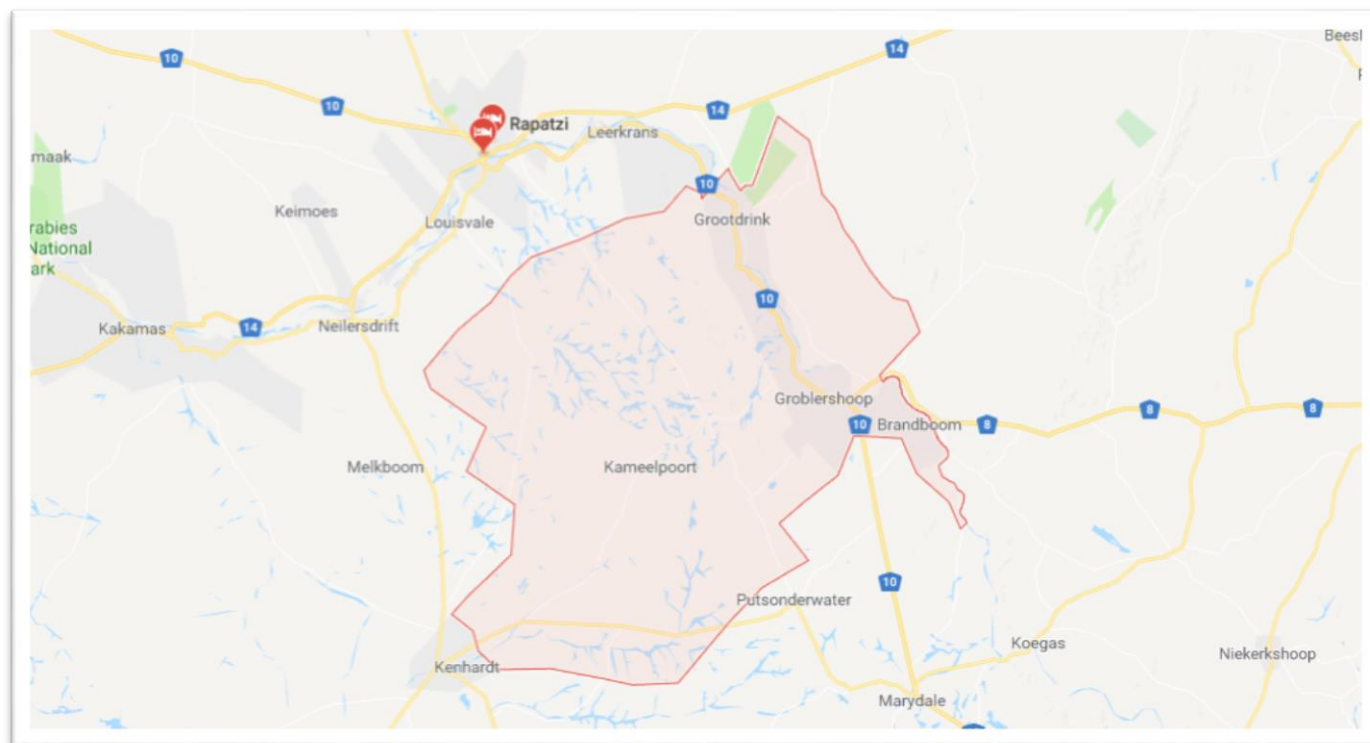 Beesl
10
14
10
14
Rapatzi
Leerkrans
maak
10
Keimoes
Louisvale
Grootdrink
rabies
National
ark
10
Kakamas
14
Neilersdrift
Groblershoop
8
8
10
Brandboom
8
Melkboom
Kameelpoort
10
Putsonderwater
Koegas
Niekerkshoop
Kenhardt
Marydale